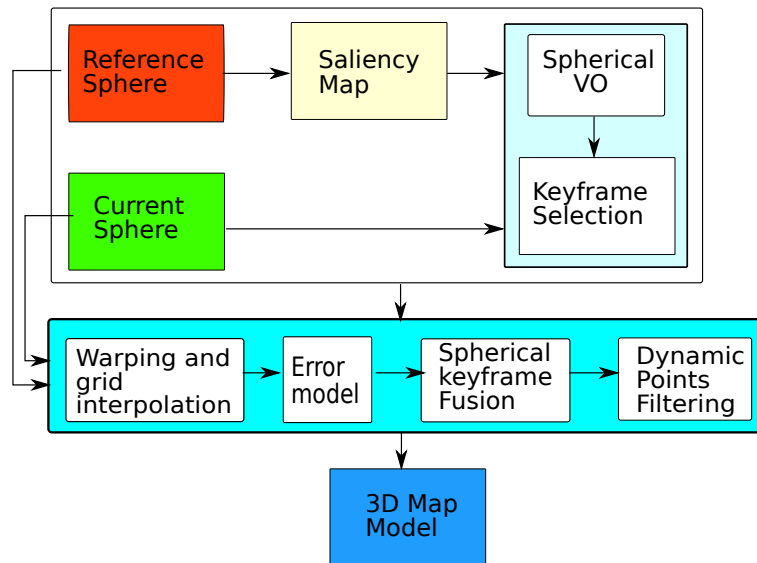 Reference
Sphere
Saliency
Map
Spherical
VO
Keyframe
Selection
Current
Sphere
Warping and
grid
interpolation
Error
model
Spherical
keyframe
Fusion
Dynamic
Points
Filtering
3D Map
Model